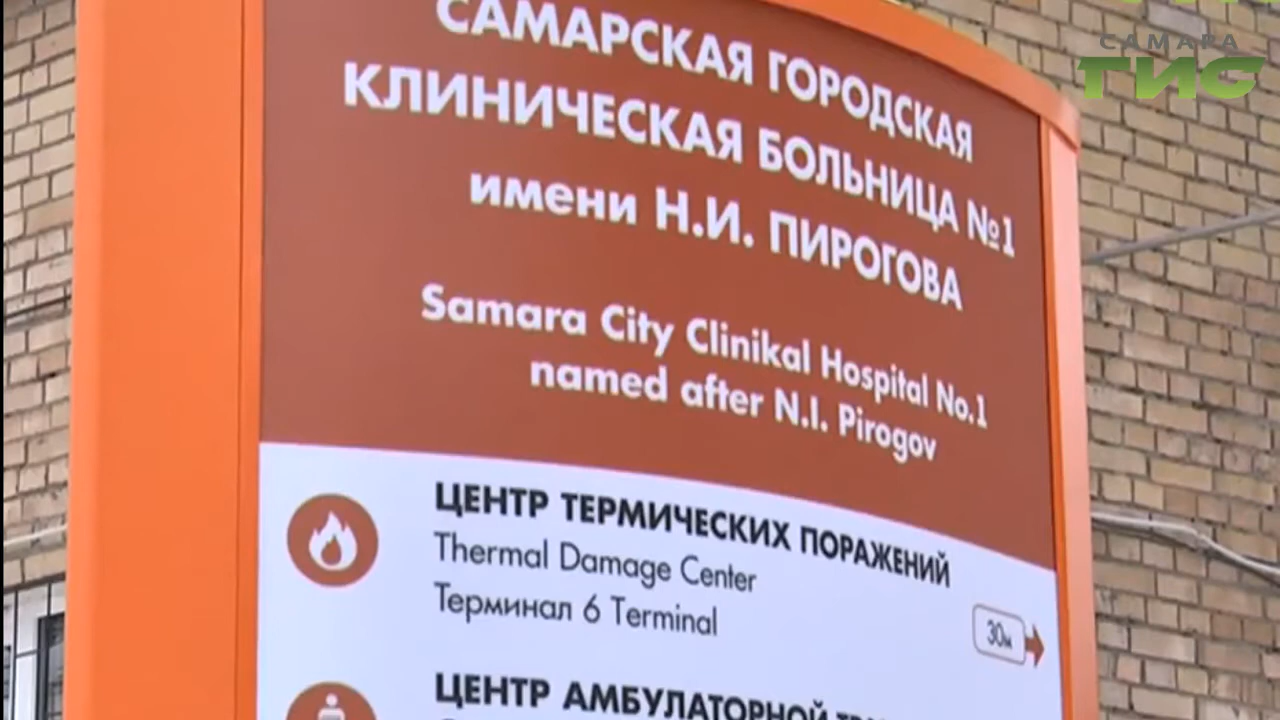 САМАРА
ГИС
САМАРСКАЯ ГОРОДСКАЯ
КЛИНИЧЕСКАЯ БОЛЬНИЦА №1
имени Н.И. ПИРОГОВА
Samara City Clinikal Hospital No.1
named after N.I. Pirogov
ЦЕНТР ТЕРМИЧЕСКИХ ПОРАЖЕНИЙ
Thermal Damage Center
Терминал 6 Terminal
30м
ЦЕНТР АМБУЛАТОРНОЙ